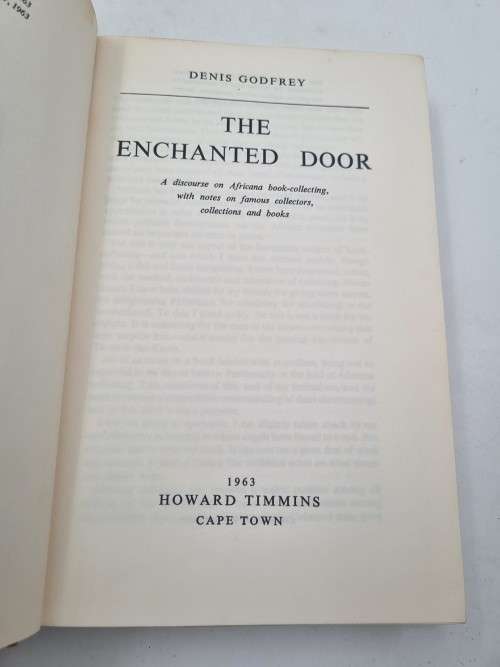 1963
DENIS GODFREY
THE
ENCHANTED DOOR
A discourse on Africana book-collecting,
with notes on famous collectors,
collections and books
1963
HOWARD TIMMINS
CAPE TOWN